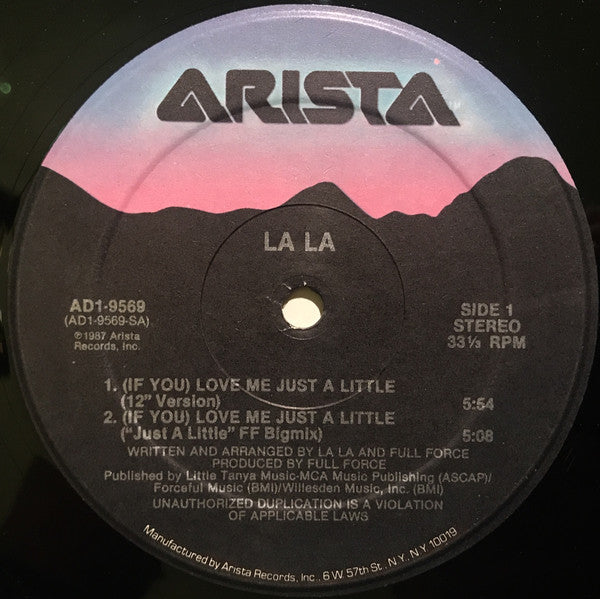 ARISTA
LA LA
AD1-9569
(AD1-9569-SA)
℗1987 Arista
Records, Inc.
SIDE 1
STEREO
33 1/3 RPM
1. (IF YOU) LOVE ME JUST A LITTLE
(12" Version) 5:54
2. (IF YOU) LOVE ME JUST A LITTLE
("Just A Little" FF Bigmix) 5:08
WRITTEN AND ARRANGED BY LA LA AND FULL FORCE
PRODUCED BY FULL FORCE
Published by Little Tanya Music-MCA Music Publishing (ASCAP)/
Forceful Music (BMI)/Willesden Music, Inc. (BMI)
UNAUTHORIZED DUPLICATION IS A VIOLATION
OF APPLICABLE LAWS
Manufactured by Arista Records, Inc . 6 W 57th St . N.Y. N.Y. 10019